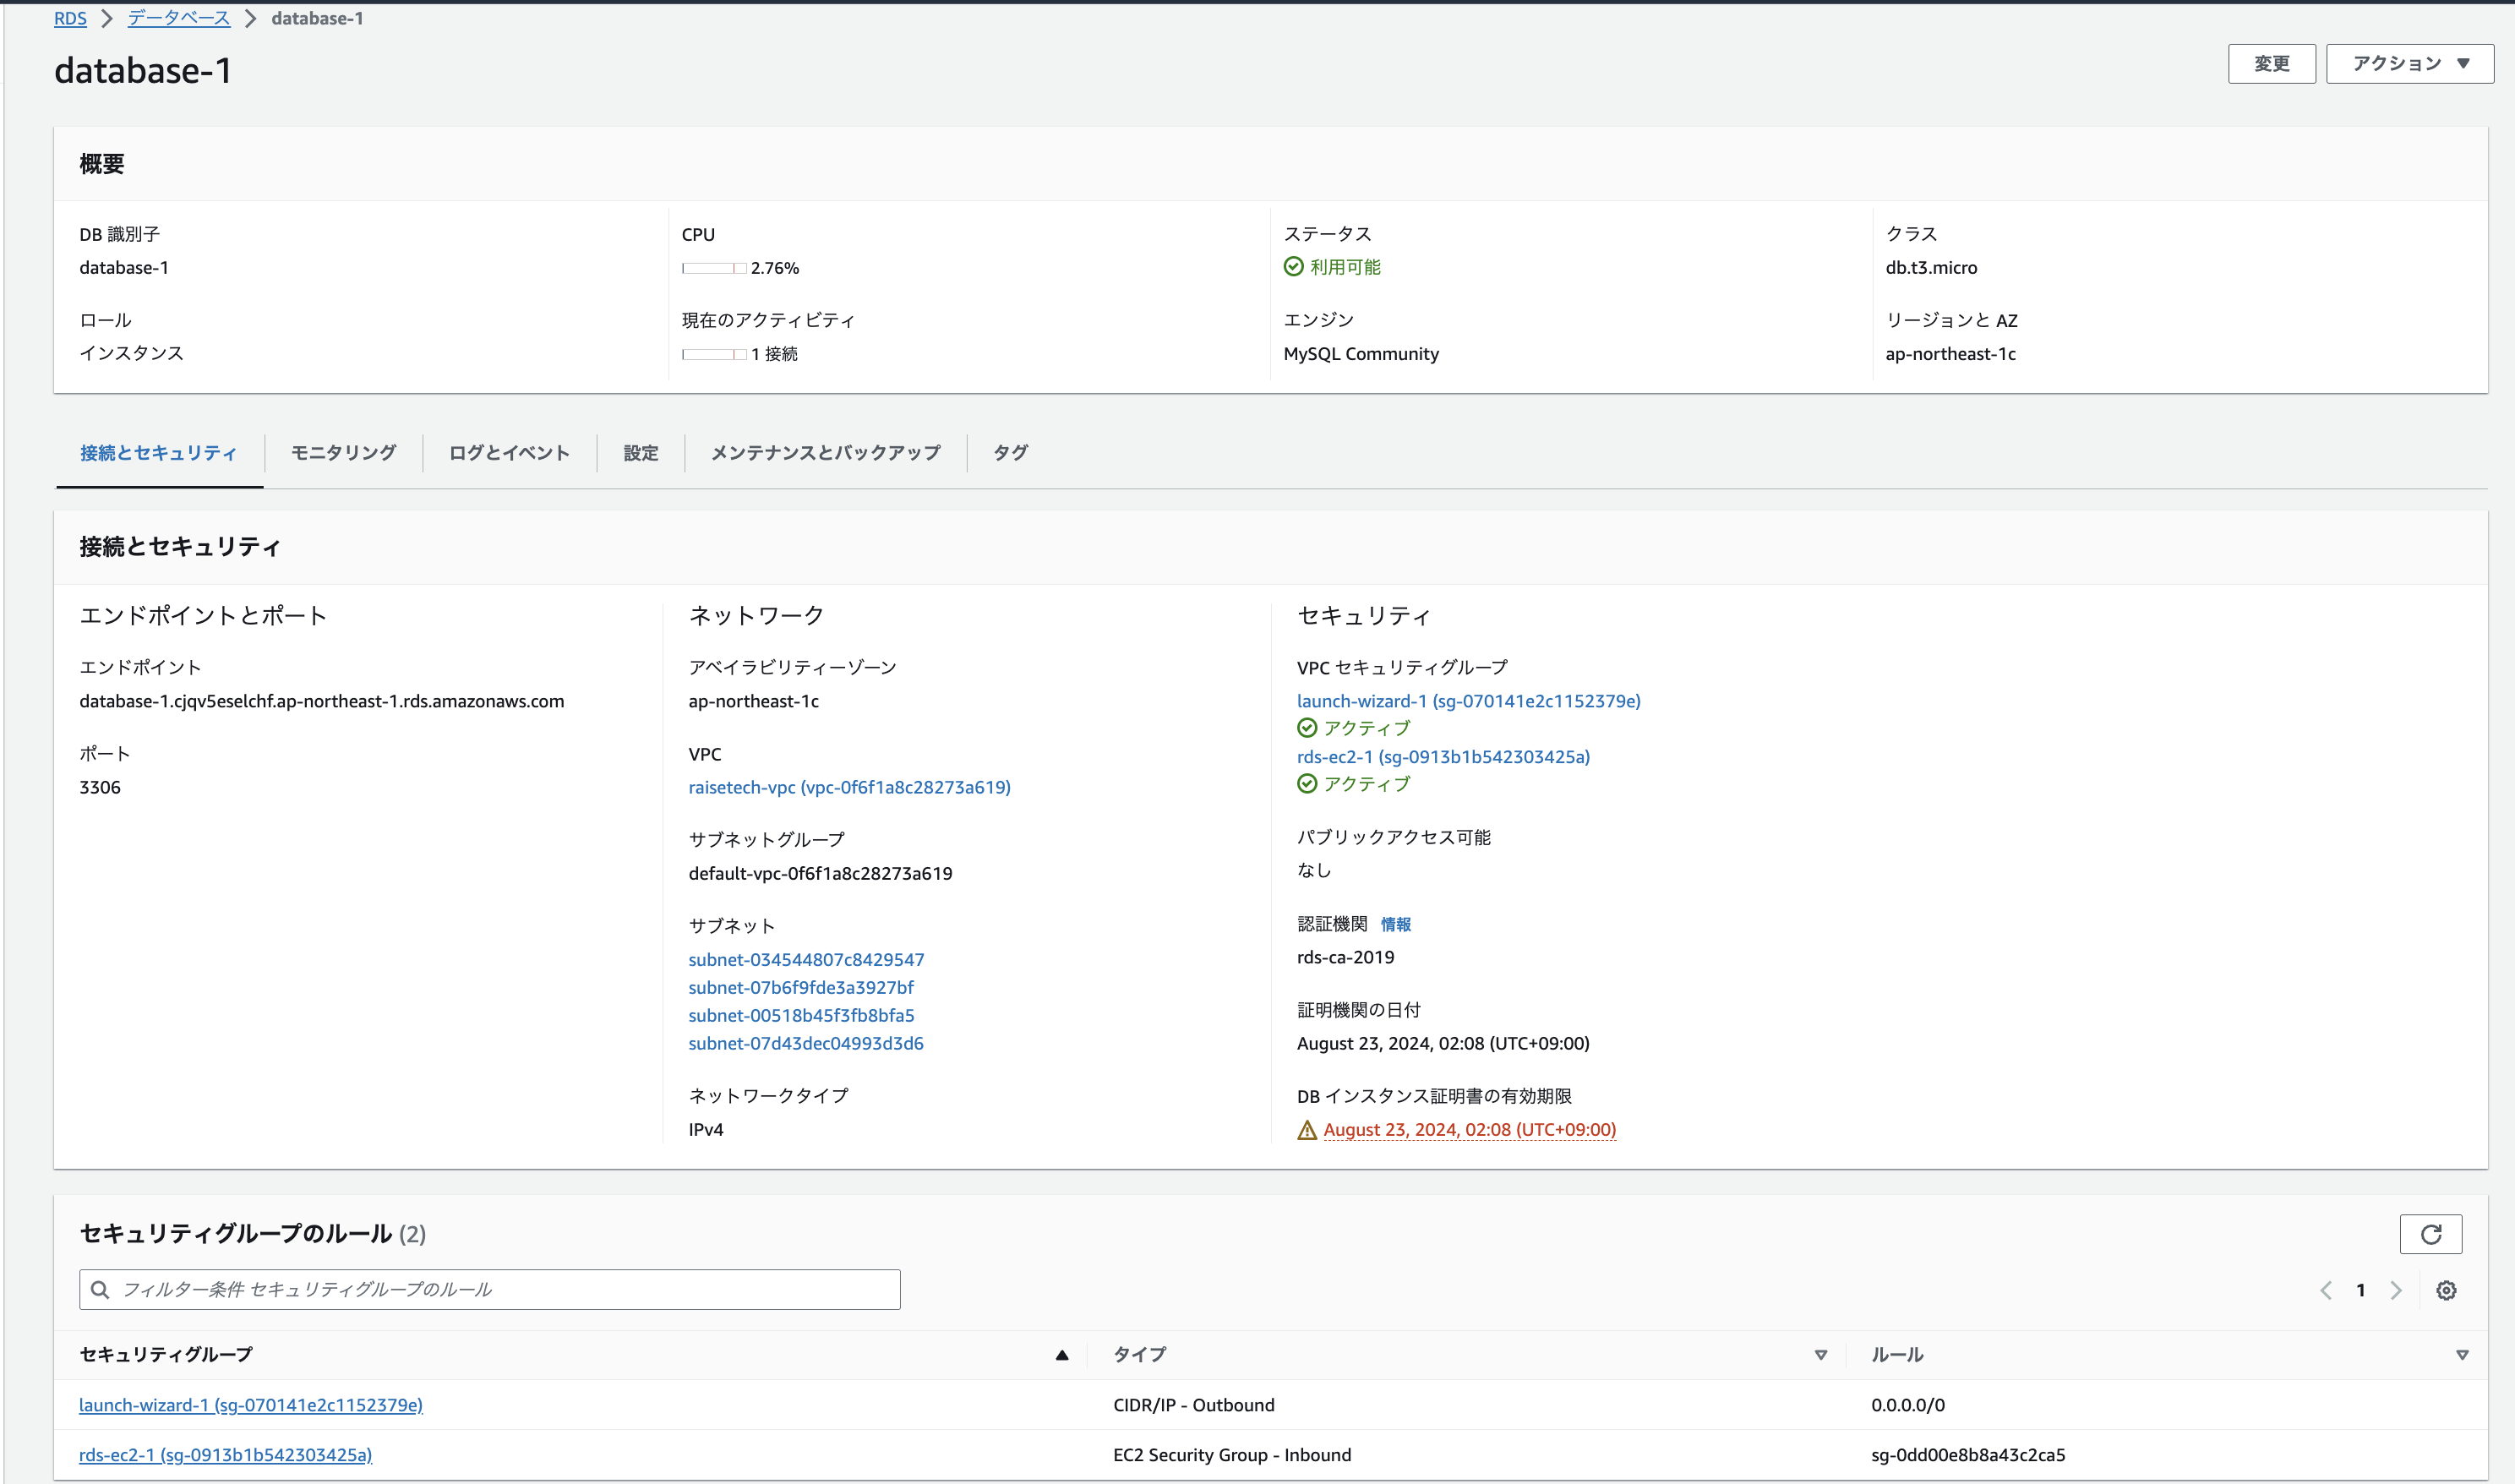 RDS > データベース > database-1
database-1
変更
アクション ▼
概要
DB 識別子
database-1
CPU
2.76%
ステータス
利用可能
クラス
db.t3.micro
ロール
インスタンス
現在のアクティビティ
1 接続
エンジン
MySQL Community
リージョンと AZ
ap-northeast-1c
接続とセキュリティ
モニタリング
ログとイベント
設定
メンテナンスとバックアップ
タグ
接続とセキュリティ
エンドポイントとポート
エンドポイント
database-1.cjqv5eselchf.ap-northeast-1.rds.amazonaws.com
ポート
3306
ネットワーク
アベイラビリティーゾーン
ap-northeast-1c
VPC
raisetech-vpc (vpc-0f6f1a8c28273a619)
サブネットグループ
default-vpc-0f6f1a8c28273a619
サブネット
subnet-034544807c8429547
subnet-07b6f9fde3a3927bf
subnet-00518b45f3fb8bfa5
subnet-07d43dec04993d3d6
ネットワークタイプ
IPv4
セキュリティ
VPC セキュリティグループ
launch-wizard-1 (sg-070141e2c1152379e)
アクティブ
rds-ec2-1 (sg-0913b1b542303425a)
アクティブ
パブリックアクセス可能
なし
認証機関 情報
rds-ca-2019
証明機関の日付
August 23, 2024, 02:08 (UTC+09:00)
DB インスタンス証明書の有効期限
August 23, 2024, 02:08 (UTC+09:00)
セキュリティグループのルール (2)
フィルター条件 セキュリティグループのルール
1
セキュリティグループ
タイプ
ルール
launch-wizard-1 (sg-070141e2c1152379e)
CIDR/IP - Outbound
0.0.0.0/0
rds-ec2-1 (sg-0913b1b542303425a)
EC2 Security Group - Inbound
sg-0dd00e8b8a43c2ca5